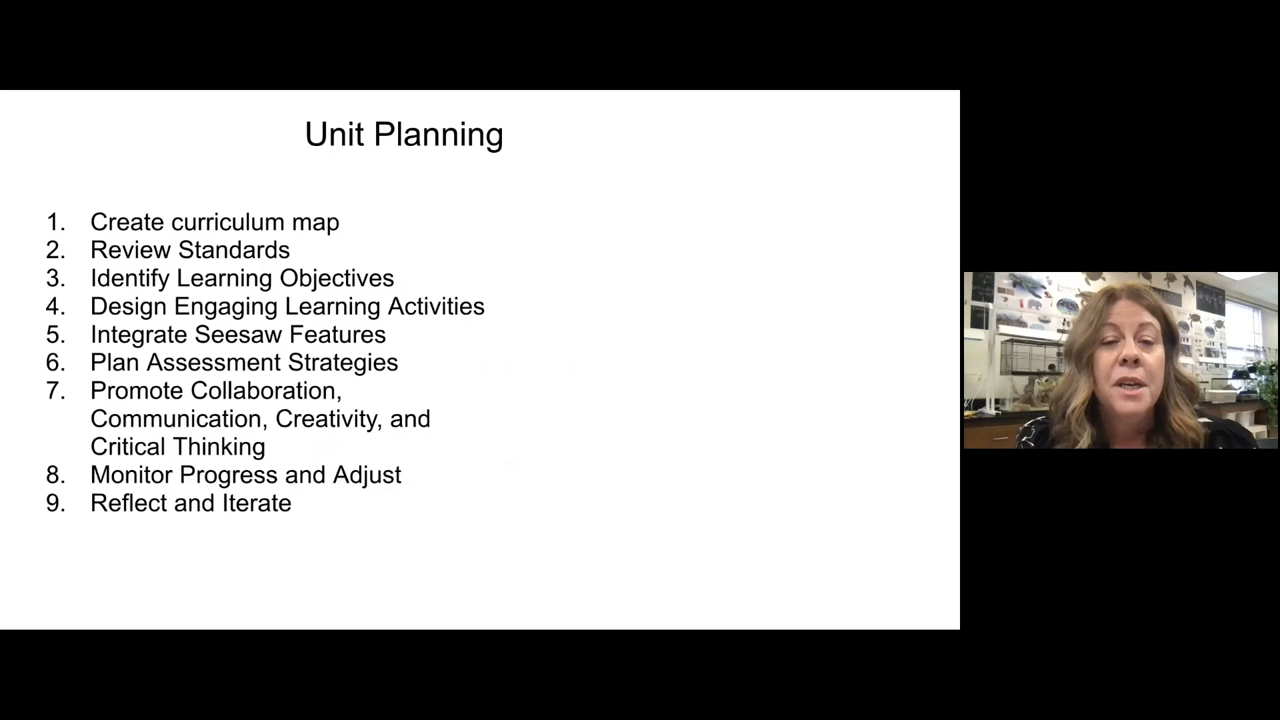 Unit Planning
1. Create curriculum map
2. Review Standards
3. Identify Learning Objectives
4. Design Engaging Learning Activities
5. Integrate Seesaw Features
6. Plan Assessment Strategies
7. Promote Collaboration,
Communication, Creativity, and
Critical Thinking
8. Monitor Progress and Adjust
9. Reflect and Iterate